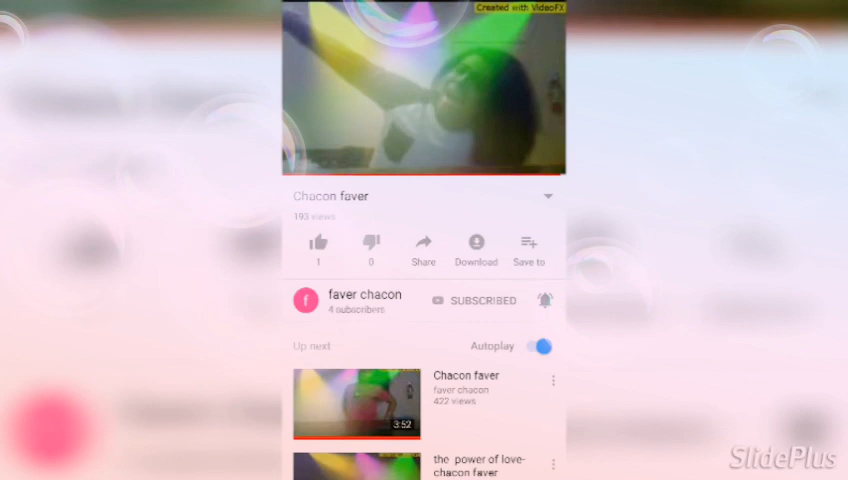 Created with VideoFX
Chacon faver
193 views
1
0
Share
Download
Save to
f
faver chacon
4 subscribers
SUBSCRIBED
Up next
Autoplay
Chacon faver
faver chacon
422 views
3:52
the power of love-
chacon faver
SlidePlus